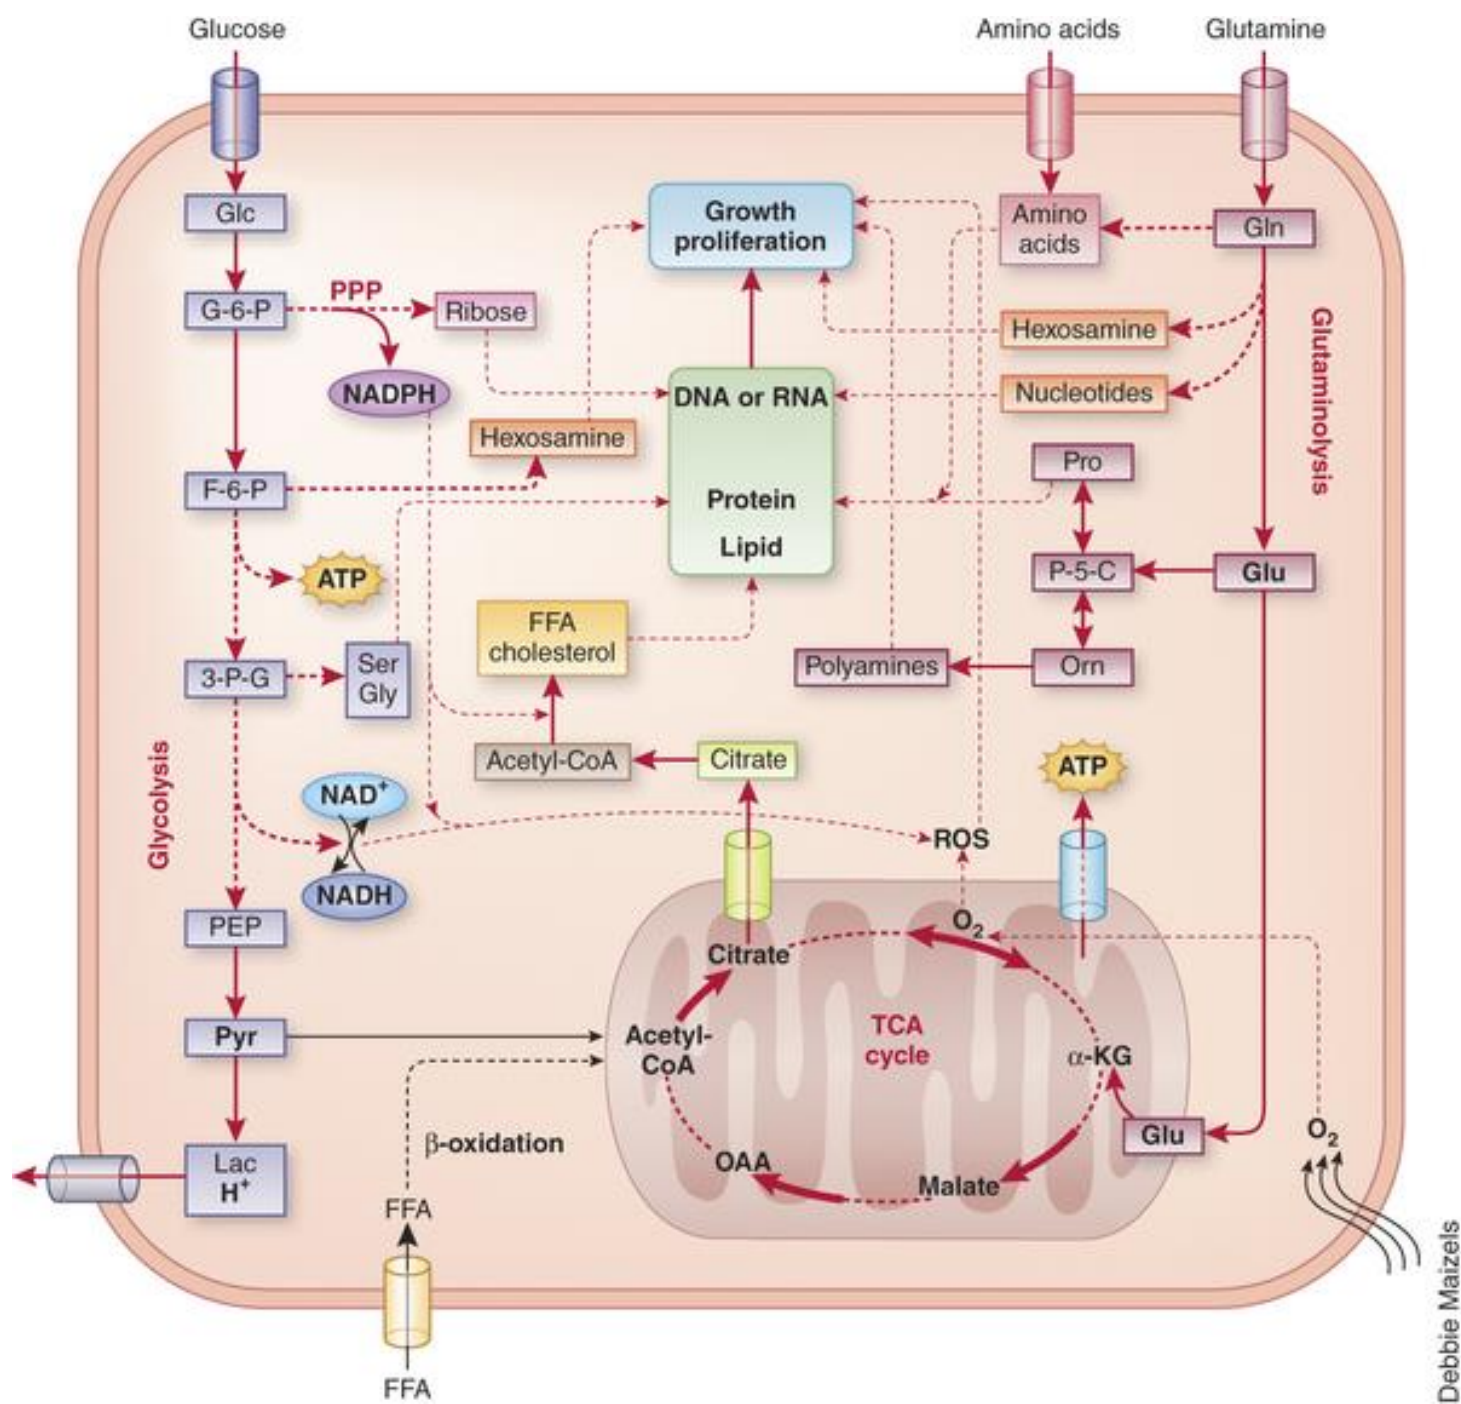 Glucose
Amino acids
Glutamine
Glc
Growth
proliferation
Amino
acids
Gln
G-6-P
PPP
Ribose
NADPH
Hexosamine
Nucleotides
Glutaminolysis
DNA or RNA
Protein
Lipid
Hexosamine
F-6-P
Pro
ATP
P-5-C
Glu
FFA
cholesterol
3-P-G
Ser
Gly
Polyamines
Orn
Glycolysis
Acetyl-CoA
Citrate
ATP
NAD+
NADH
ROS
PEP
O2
Citrate
Pyr
Acetyl-
CoA
TCA
cycle
α-KG
Glu
O2
β-oxidation
OAA
Malate
Lac
H+
FFA
FFA
Debbie Maizels